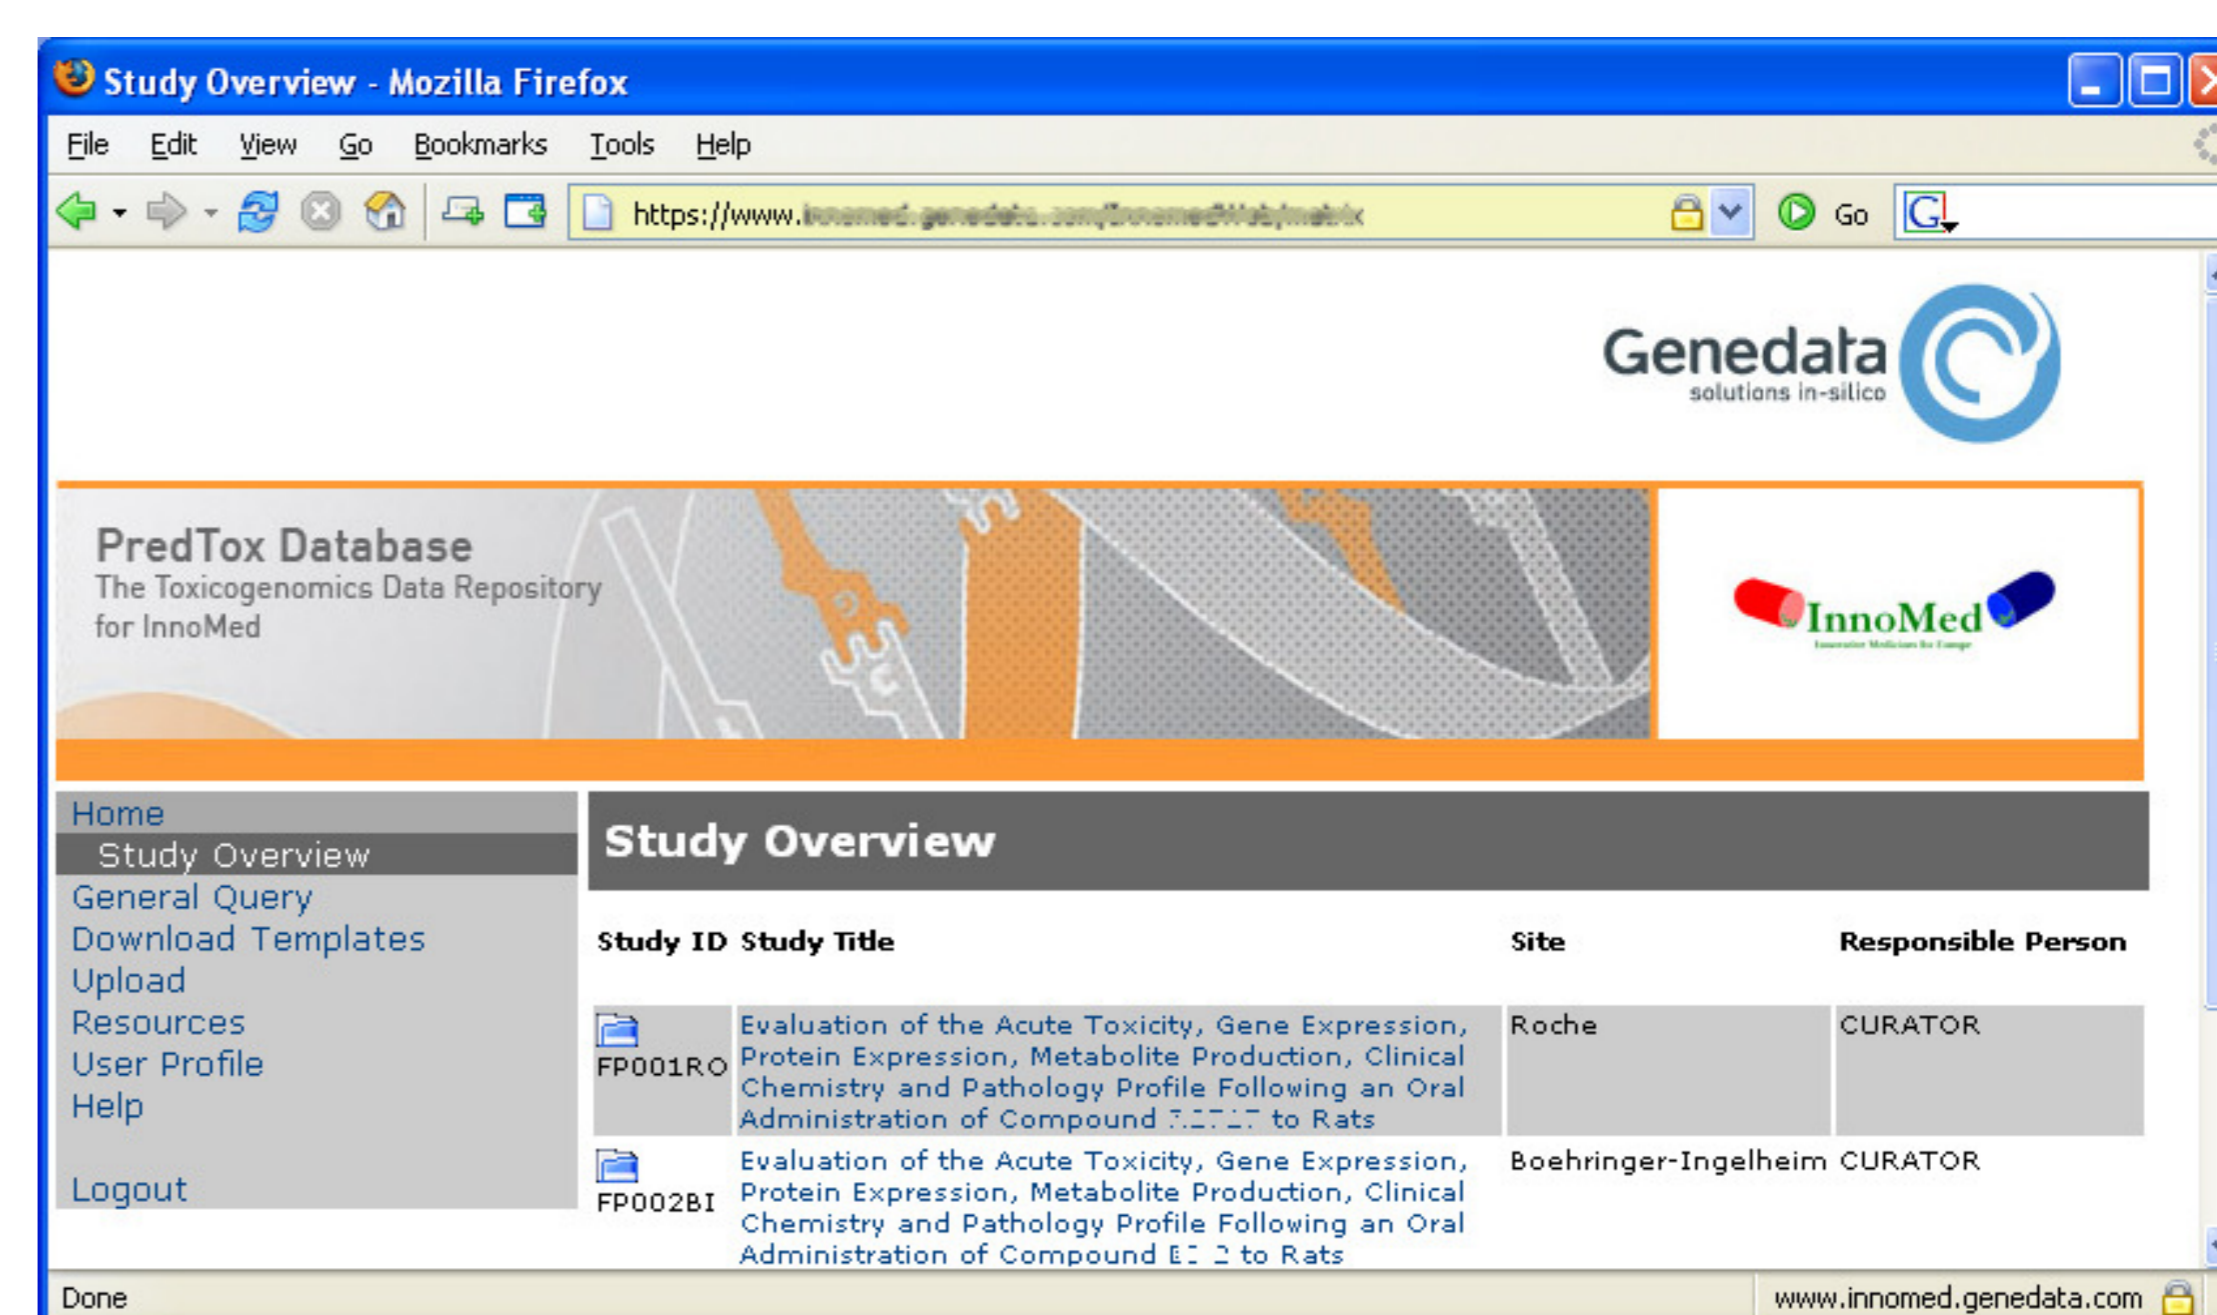 Study Overview - Mozilla Firefox
File Edit View Go Bookmarks Tools Help
https://www.
Go
G
Genedata
solutions in-silico
PredTox Database
The Toxicogenomics Data Repository
for InnoMed
InnoMed
Innovative Medicines for Europe
Home
Study Overview
General Query
Download Templates
Upload
Resources
User Profile
Help
Logout
Study Overview
Study ID Study Title Site Responsible Person
FP001RO
Evaluation of the Acute Toxicity, Gene Expression,
Protein Expression, Metabolite Production, Clinical
Chemistry and Pathology Profile Following an Oral
Administration of Compound to Rats
Roche
CURATOR
FP002BI
Evaluation of the Acute Toxicity, Gene Expression,
Protein Expression, Metabolite Production, Clinical
Chemistry and Pathology Profile Following an Oral
Administration of Compound to Rats
Boehringer-Ingelheim
CURATOR
Done
www.innomed.genedata.com